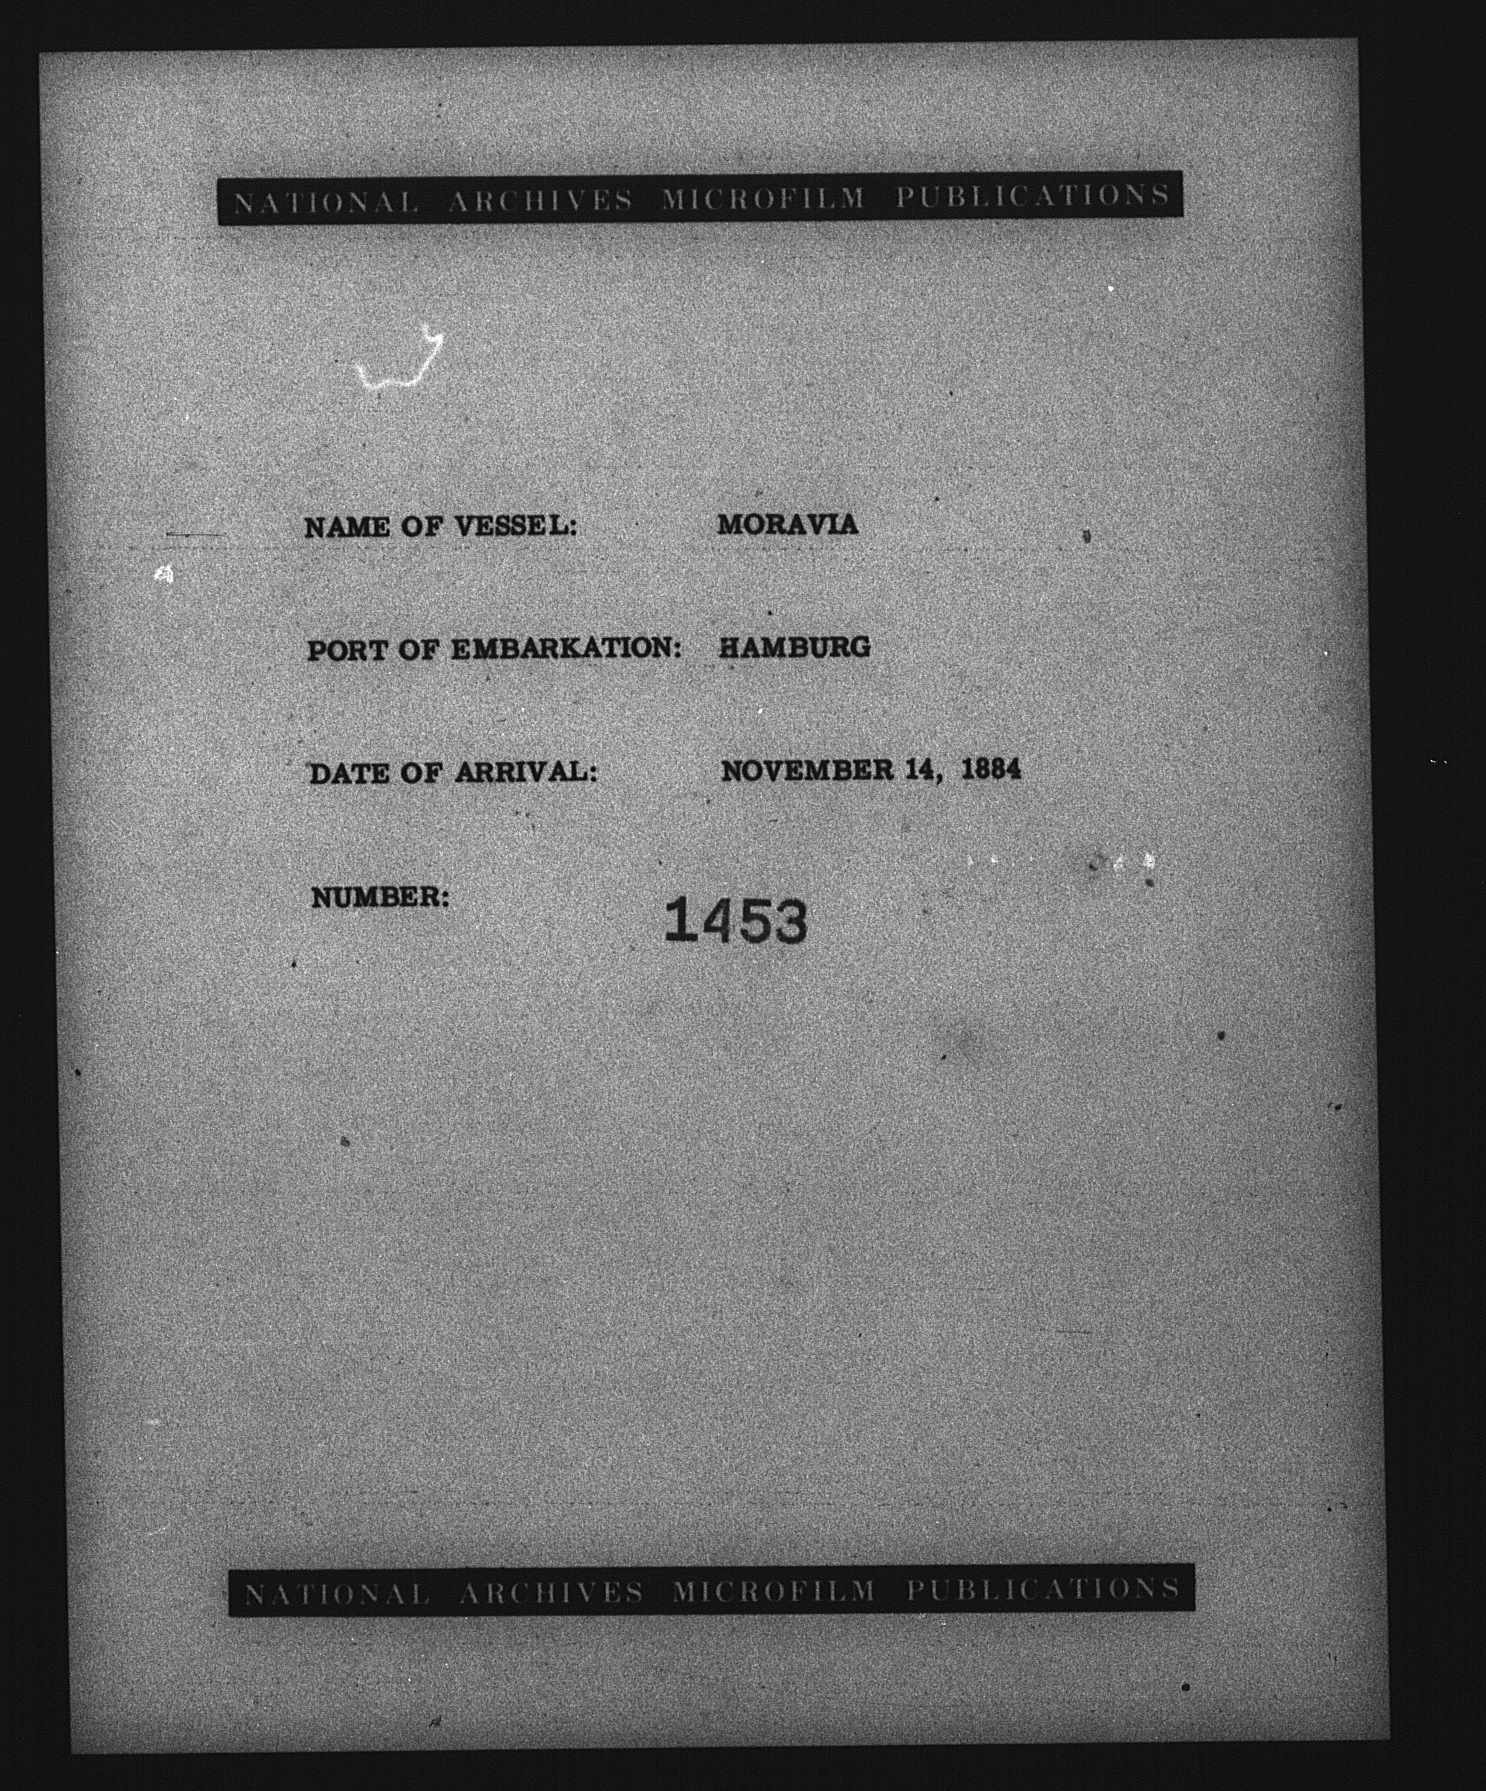 NATIONAL ARCHIVES MICROFILM PUBLICATIONS
NAME OF VESSEL: MORAVIA
PORT OF EMBARKATION: HAMBURG
DATE OF ARRIVAL: NOVEMBER 14, 1884
NUMBER: 1453
NATIONAL ARCHIVES MICROFILM PUBLICATIONS